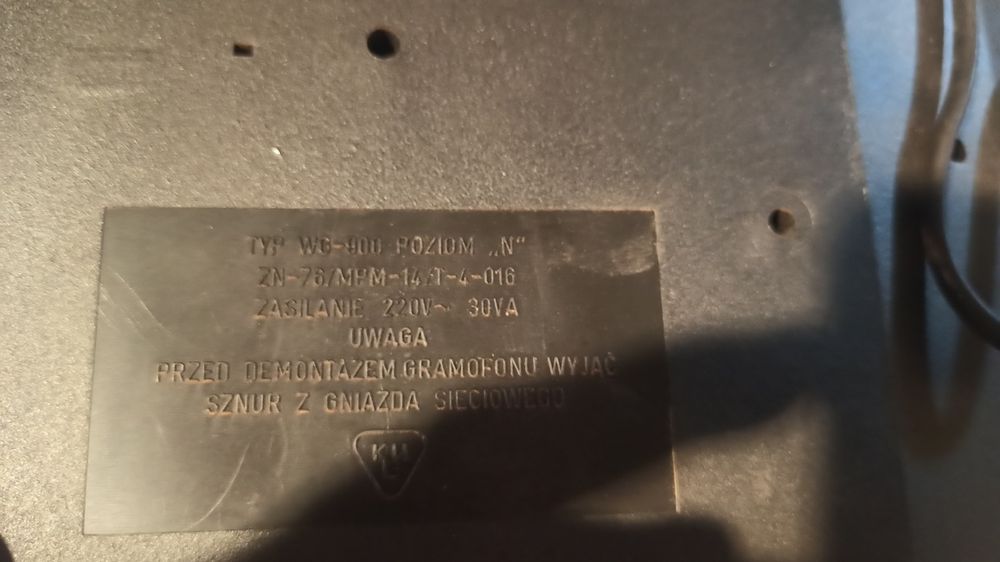 TYP WG-900 POZIOM „N"
ZN-76/MPM-14/T-4-016
ZASILANIE 220V~ 30VA
UWAGA
PRZED DEMONTAŻEM GRAMOFONU WYJĄĆ
SZNUR Z GNIAZDA SIECIOWEGO